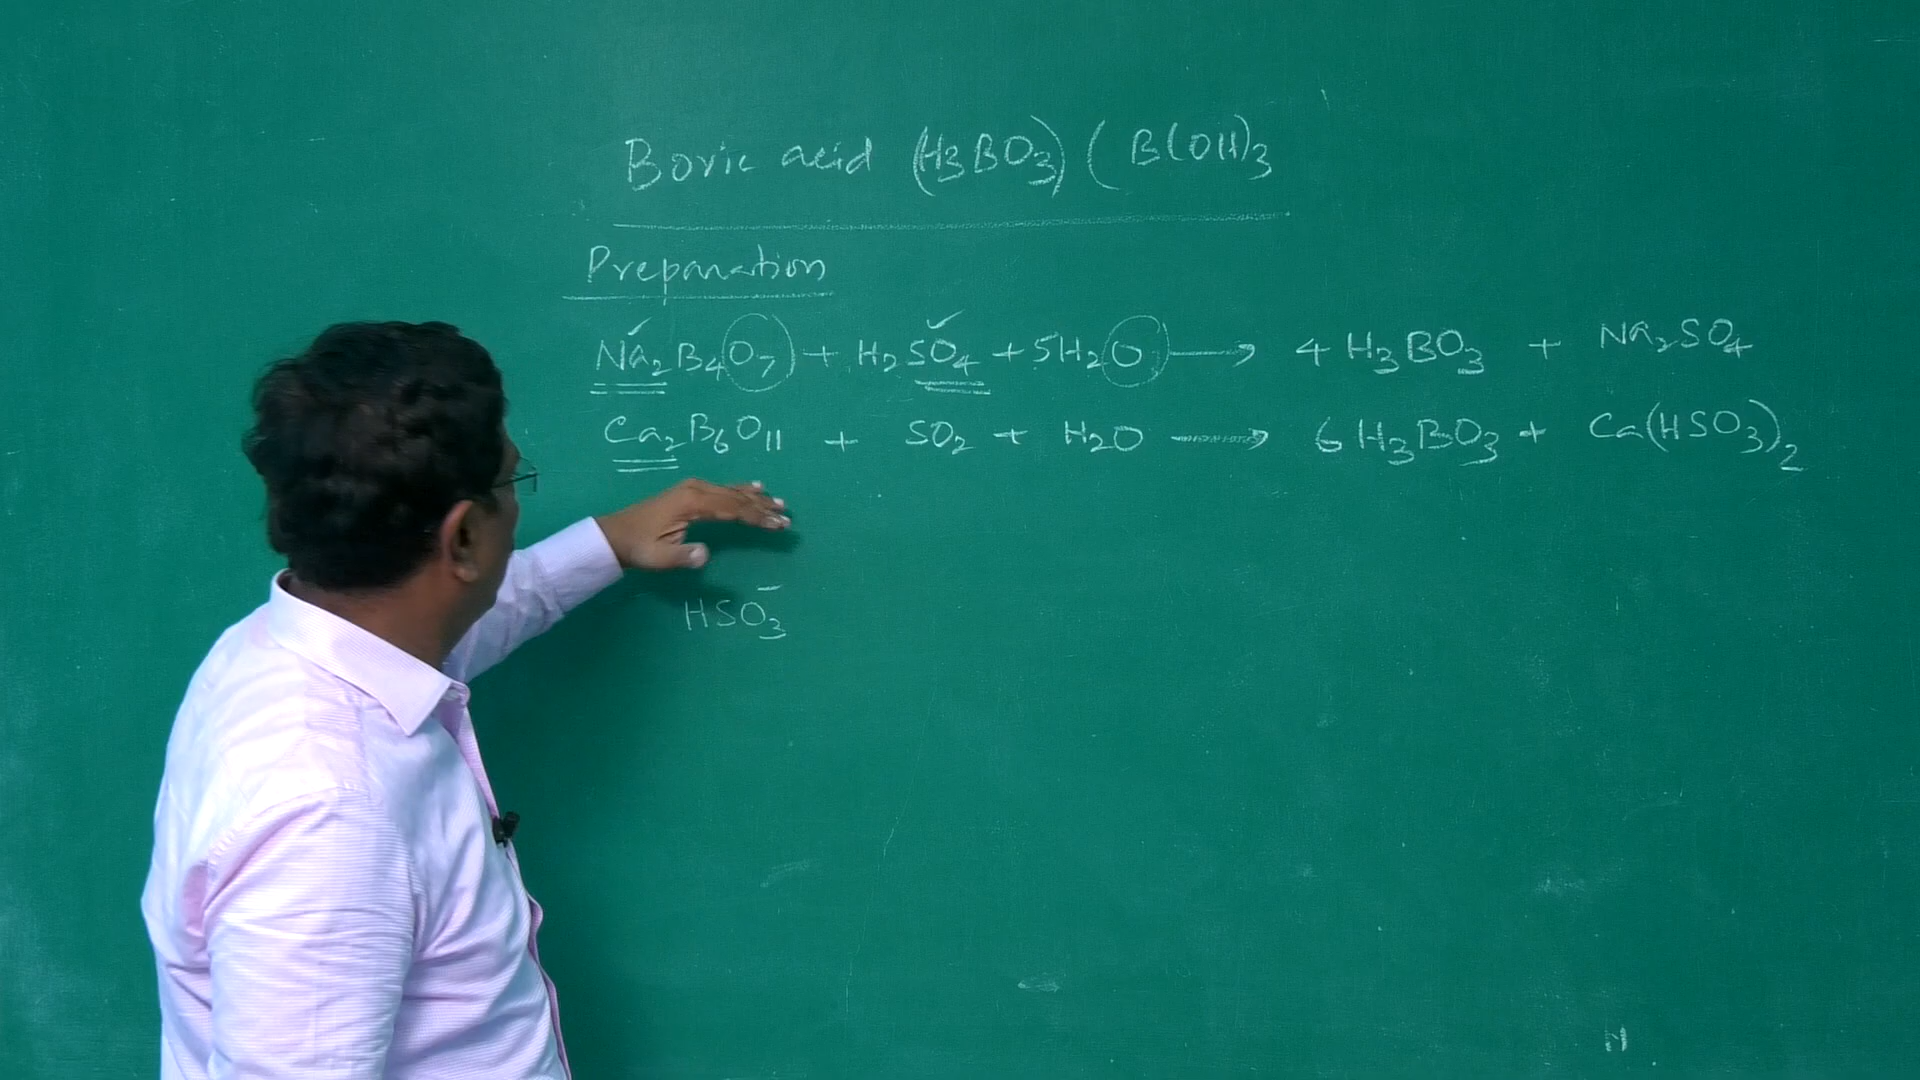 Boric acid (H₃BO₃) ( B(OH)₃
Preparation
Na₂B₄O₇ + H₂SO₄ + 5H₂O ⟶ 4 H₃BO₃ + Na₂SO₄
Ca₂B₆O₁₁ + SO₂ + H₂O ⟶ 6 H₃BO₃ + Ca(HSO₃)₂
HSO₃⁻